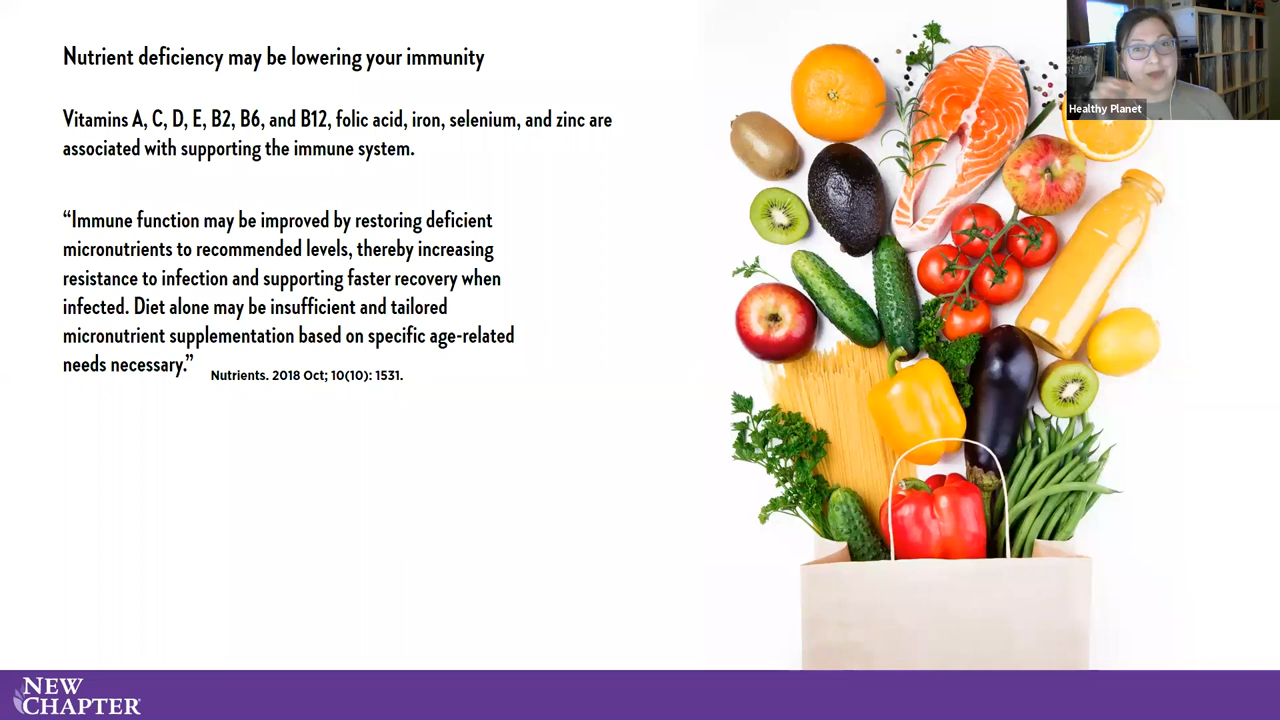 Nutrient deficiency may be lowering your immunity
Vitamins A, C, D, E, B2, B6, and B12, folic acid, iron, selenium, and zinc are
associated with supporting the immune system.
“Immune function may be improved by restoring deficient
micronutrients to recommended levels, thereby increasing
resistance to infection and supporting faster recovery when
infected. Diet alone may be insufficient and tailored
micronutrient supplementation based on specific age-related
needs necessary.”
Nutrients. 2018 Oct; 10(10): 1531.
Healthy Planet
NEW
CHAPTER